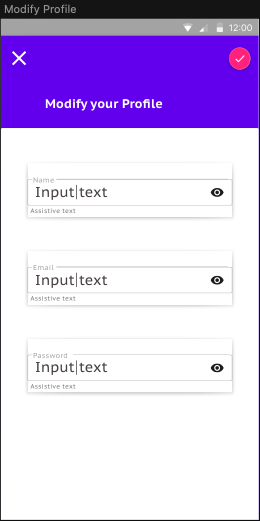 Modify Profile
12:00
Modify your Profile
Name
Input text
Assistive text
Email
Input text
Assistive text
Password
Input text
Assistive text